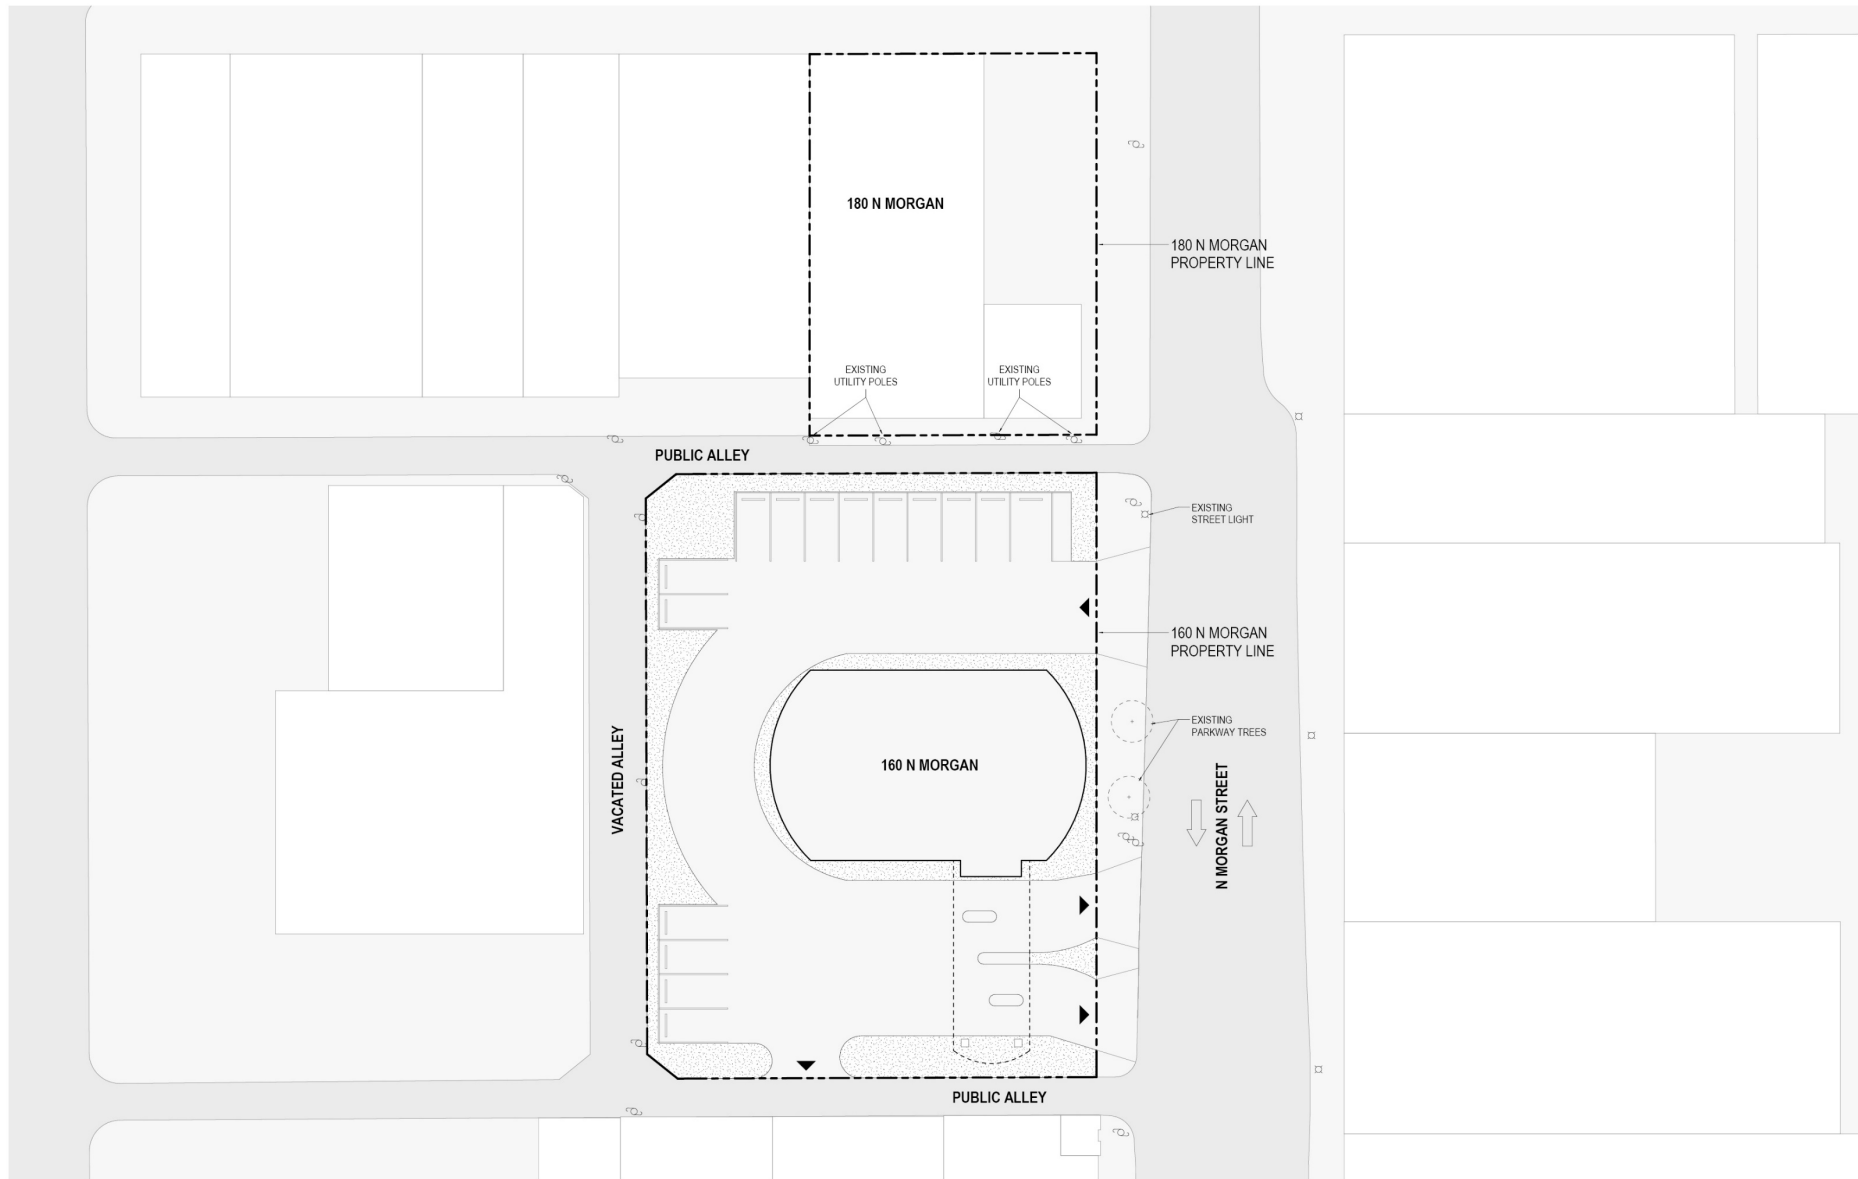 180 N MORGAN
180 N MORGAN
PROPERTY LINE
EXISTING
UTILITY POLES
EXISTING
UTILITY POLES
PUBLIC ALLEY
EXISTING
STREET LIGHT
160 N MORGAN
PROPERTY LINE
EXISTING
PARKWAY TREES
VACATED ALLEY
160 N MORGAN
N MORGAN STREET
PUBLIC ALLEY